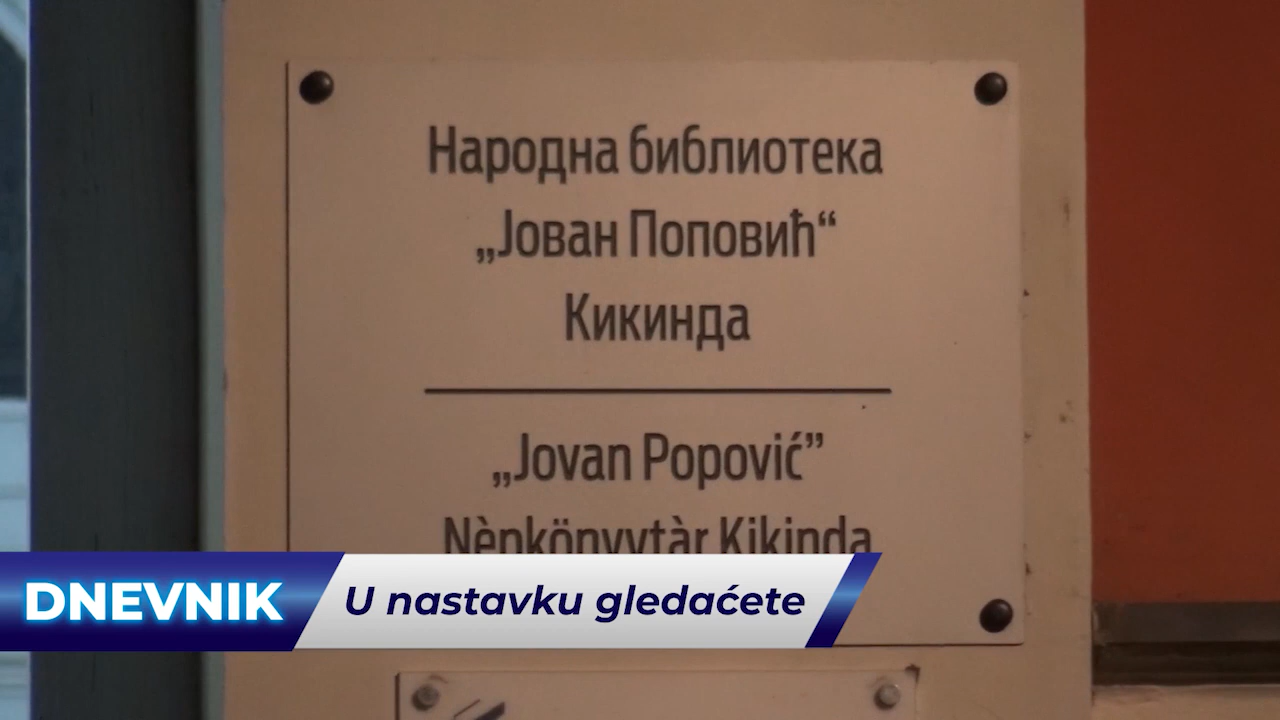 Народна библиотека
„Јован Поповић“
Кикинда
„Jovan Popović”
Nèpkönyvtàr Kikinda
DNEVNIK
U nastavku gledaćete